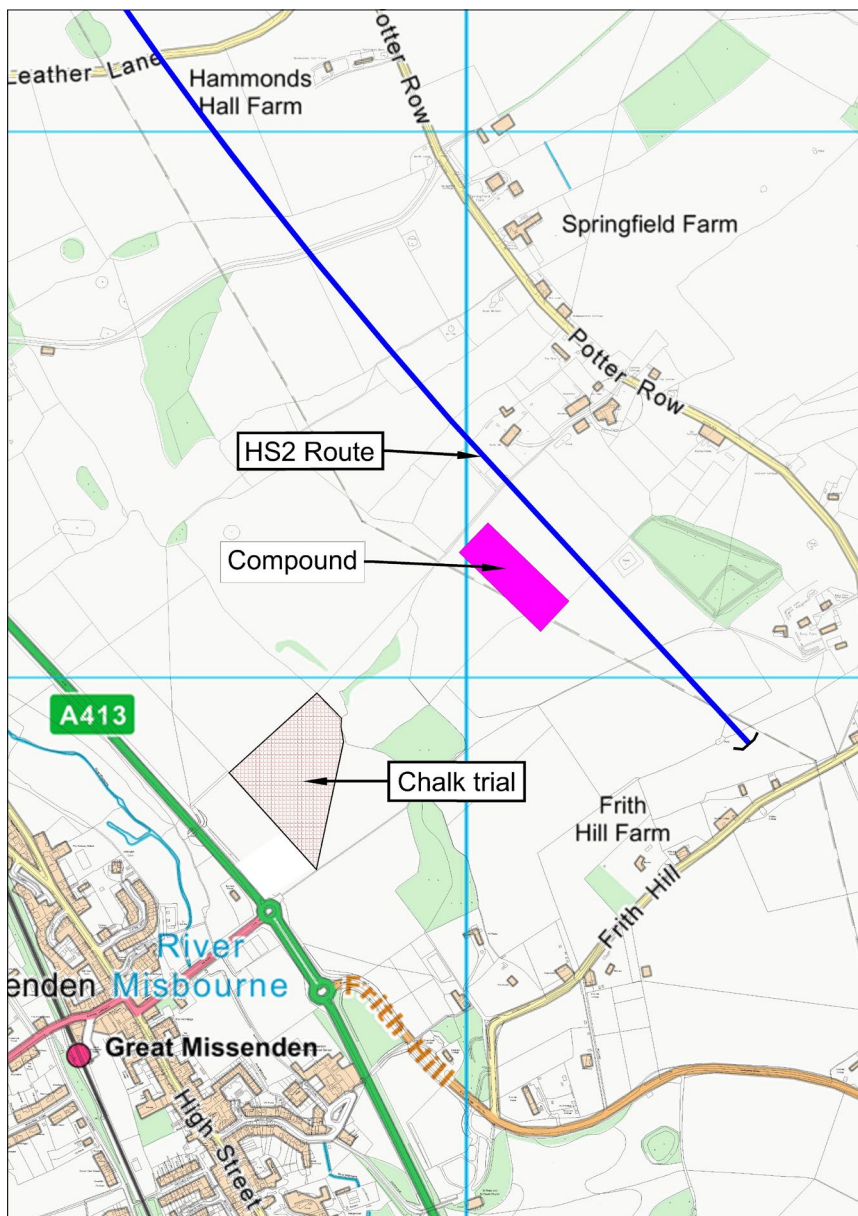 Leather Lane
Hammonds
Hall Farm
Potter Row
Springfield Farm
Potter Row
HS2 Route
Compound
A413
Chalk trial
Frith
Hill Farm
Frith Hill
River
Misbourne
enden
Frith Hill
Great Missenden
High Street